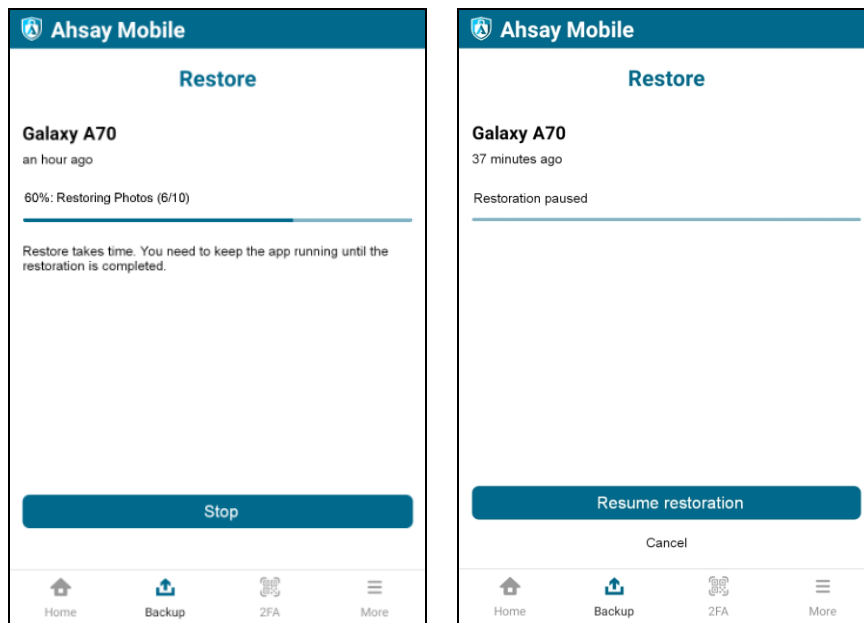 Ahsay Mobile
Restore
Galaxy A70
an hour ago
60%: Restoring Photos (6/10)
Restore takes time. You need to keep the app running until the
restoration is completed.
Stop
Home Backup 2FA More
Ahsay Mobile
Restore
Galaxy A70
37 minutes ago
Restoration paused
Resume restoration
Cancel
Home Backup 2FA More